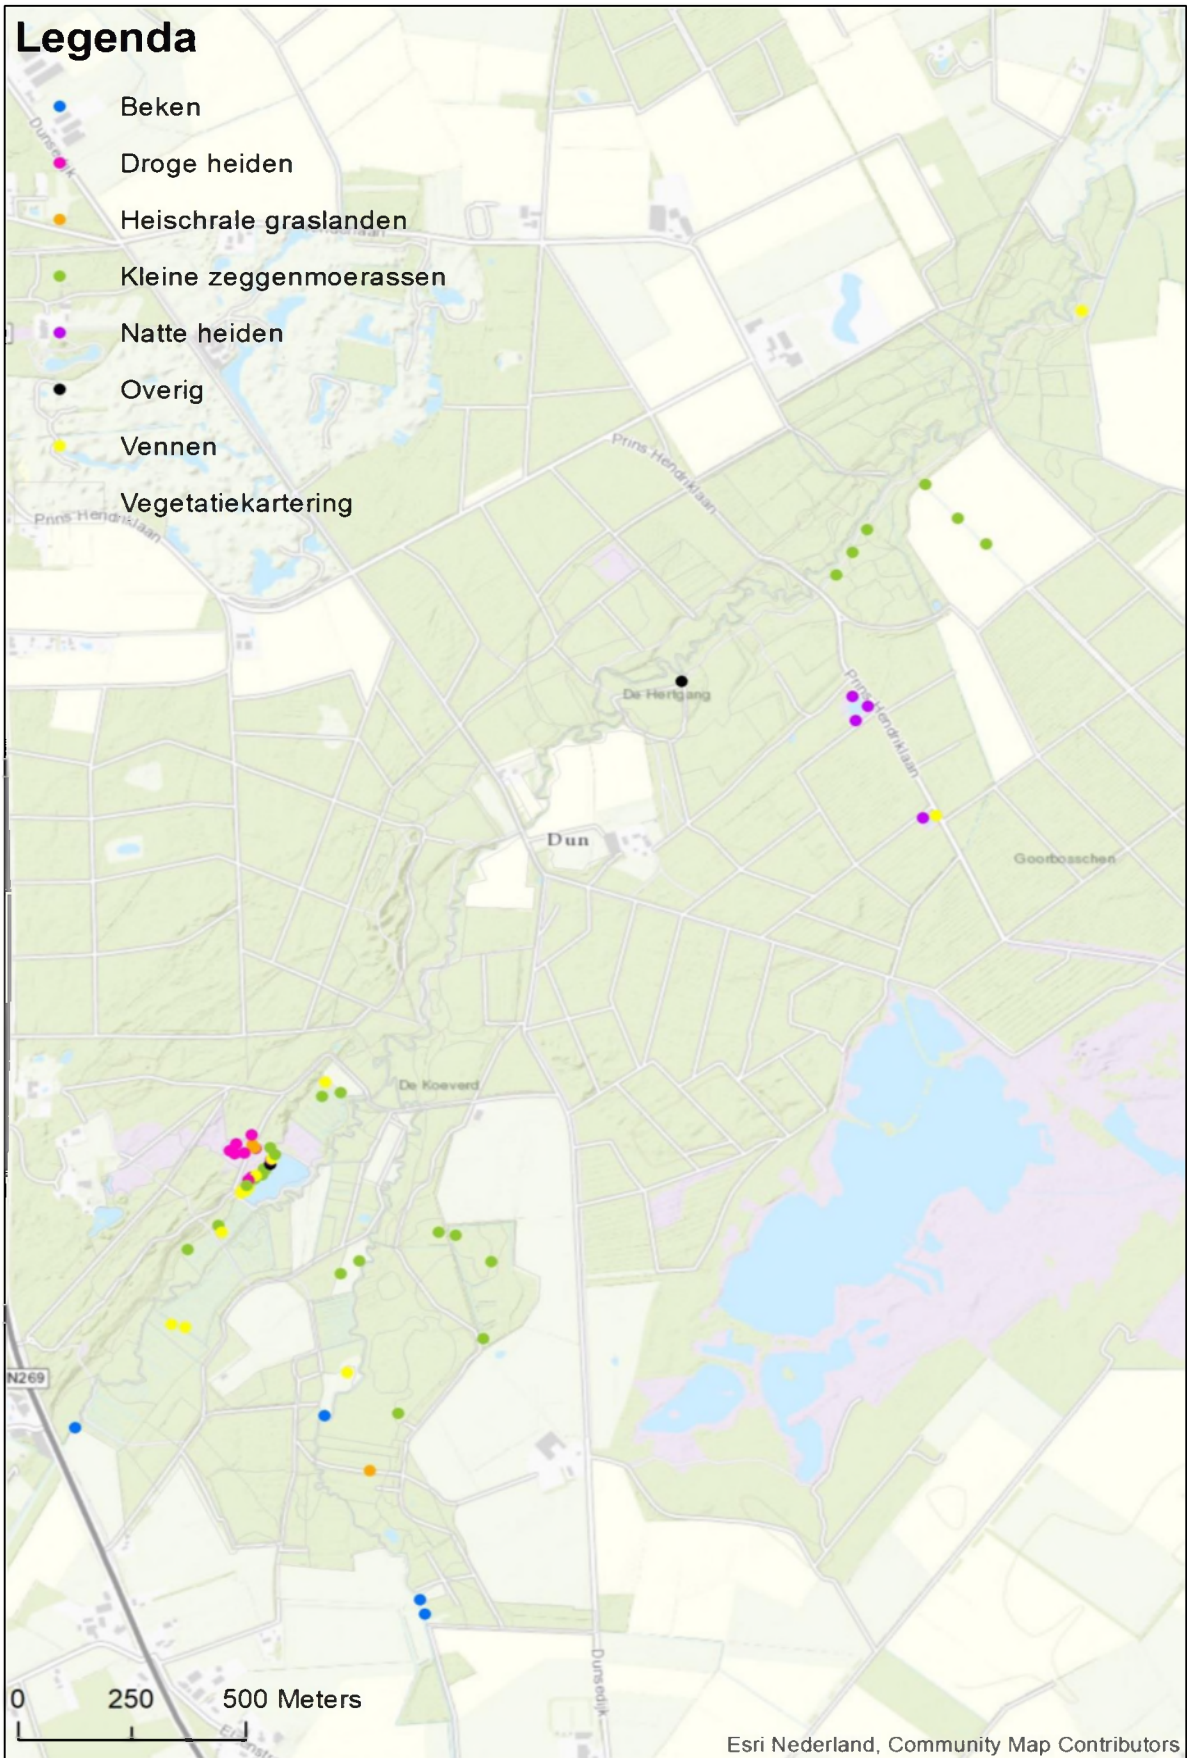 Legenda
Beken
Dunsedijk
Droge heiden
Heischrale graslanden
Kleine zeggenmoerassen
Natte heiden
Overig
Vennen
Prins Hendriklaan
Vegetatiekartering
Prins Hendriklaan
De Hertgang
Prins Hendriklaan
Dun
Goorbosschen
De Koeverd
N269
Dunsedijk
0 250 500 Meters
Esri Nederland, Community Map Contributors